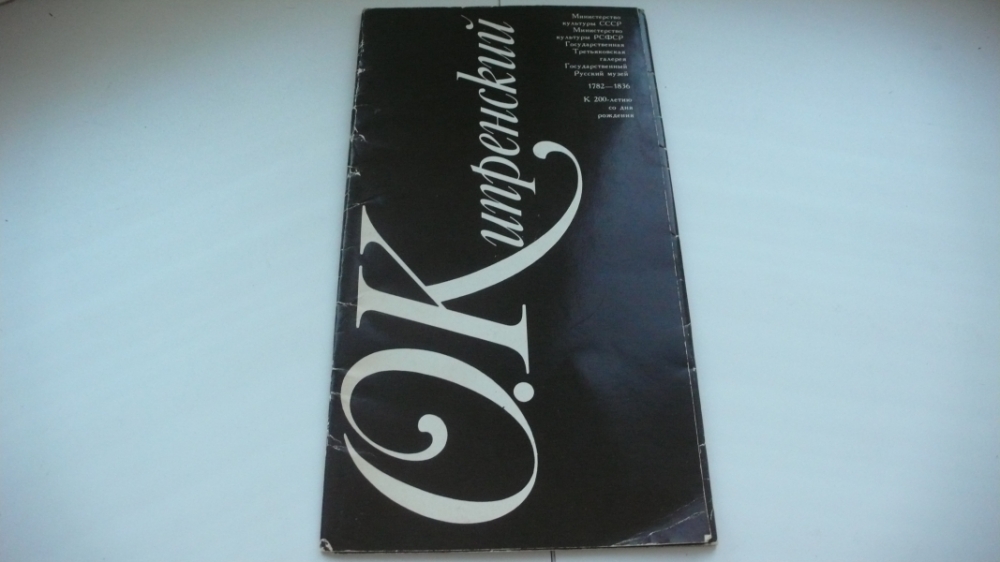 Министерство
культуры СССР
Министерство
культуры РСФСР
Государственная
Третьяковская
галерея
Государственный
Русский музей
1782—1836
К 200-летию
со дня
рождения
О.Кипренский